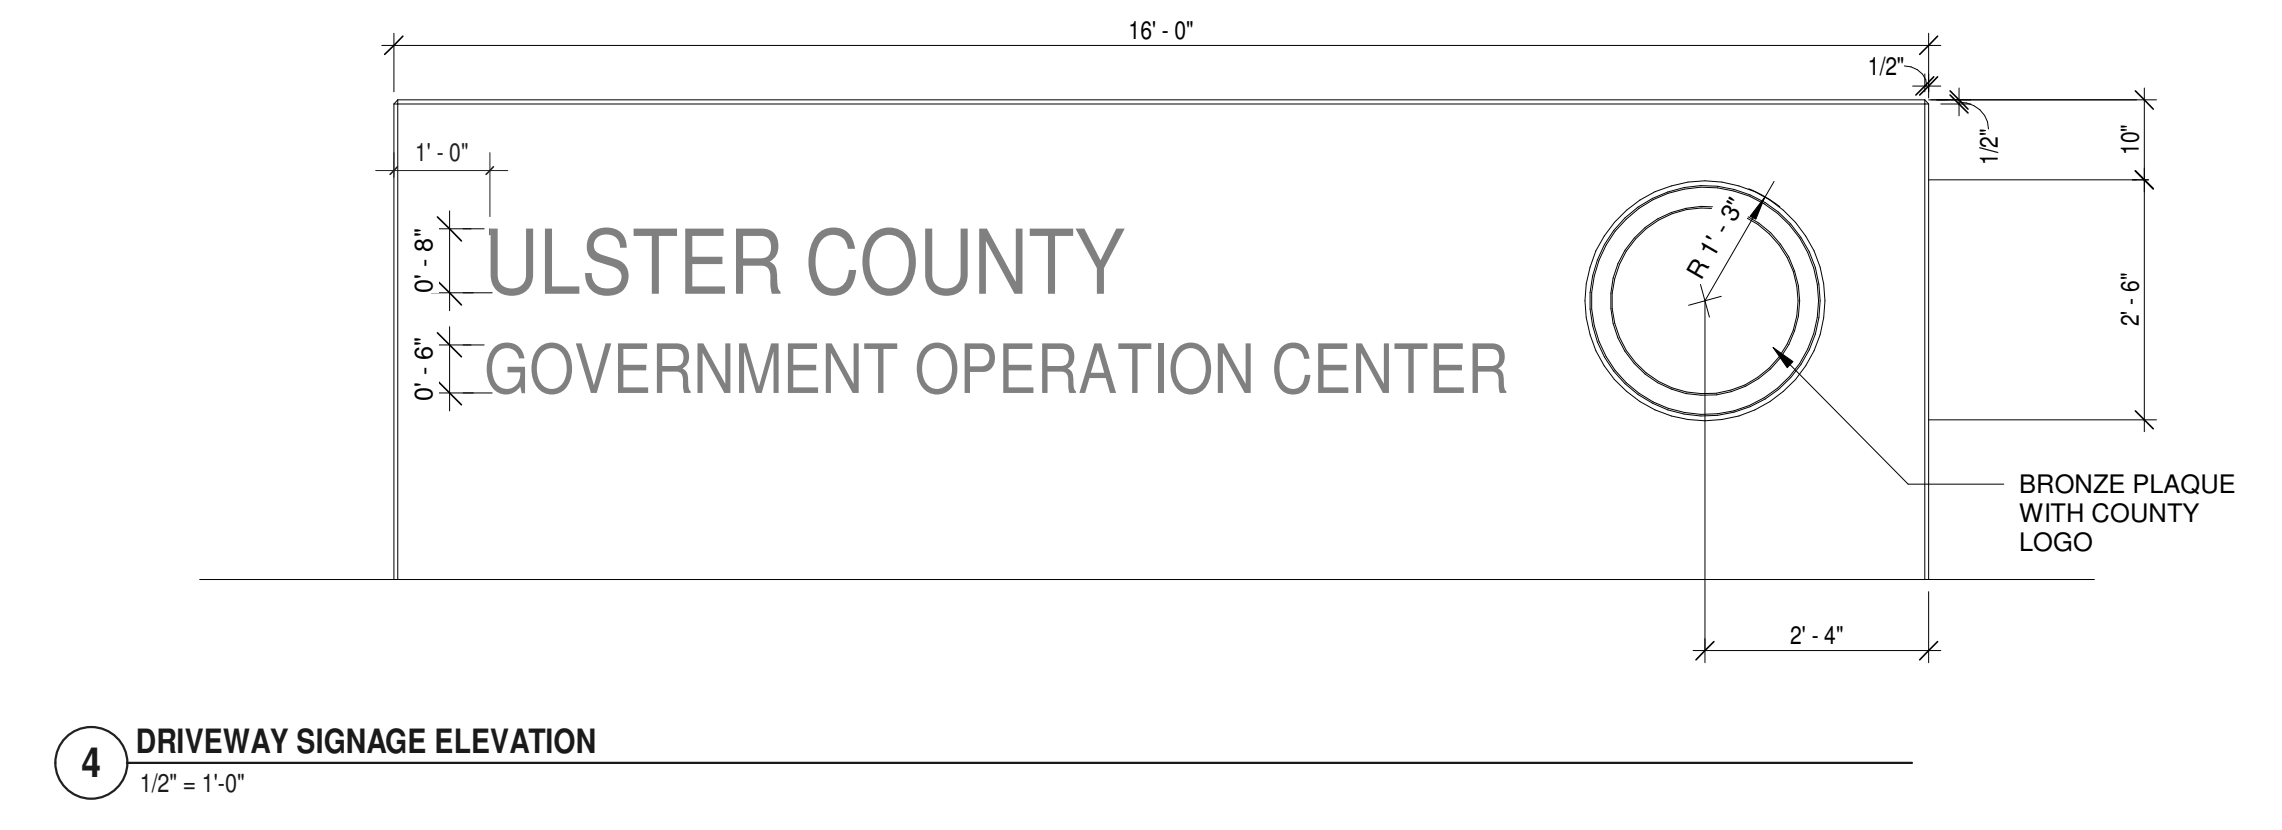 16' - 0"
1/2"
1/2"
10"
1' - 0"
0' - 8"
ULSTER COUNTY
R 1' - 3"
2' - 6"
0' - 6"
GOVERNMENT OPERATION CENTER
BRONZE PLAQUE
WITH COUNTY
LOGO
2' - 4"
4
DRIVEWAY SIGNAGE ELEVATION
1/2" = 1'-0"